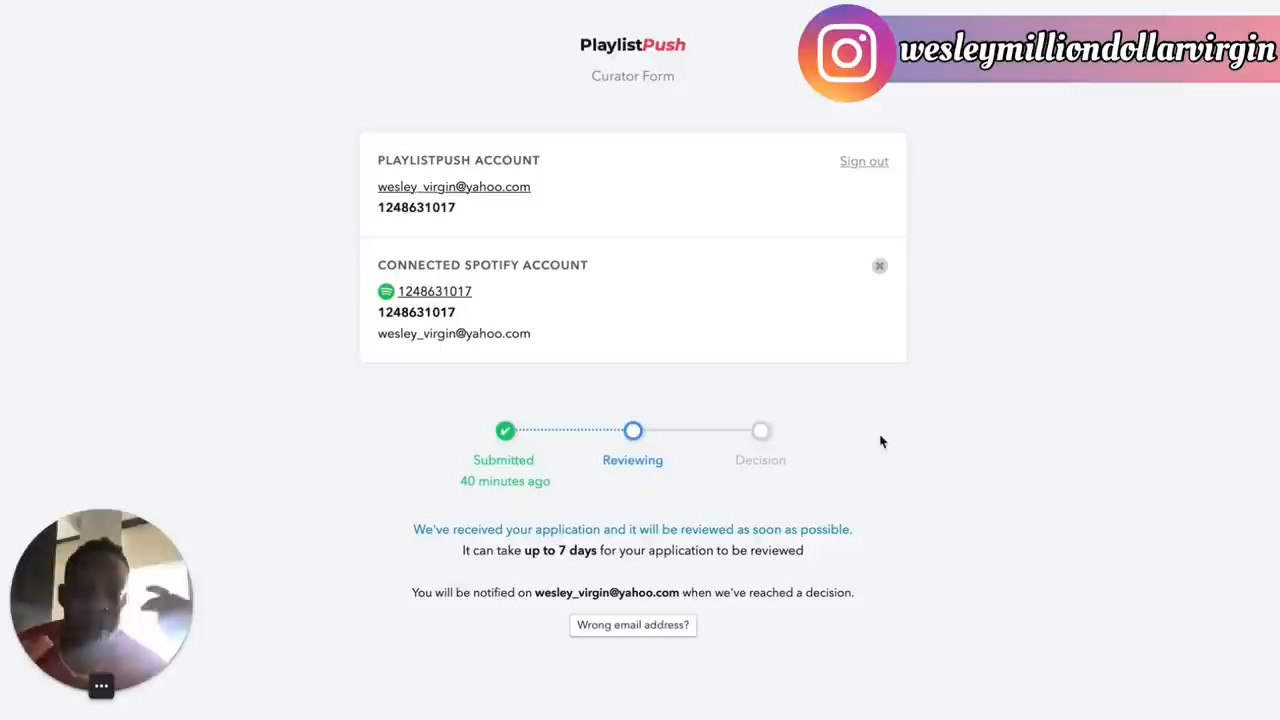 PlaylistPush
Curator Form
wesleymilliondollarvirgin
PLAYLISTPUSH ACCOUNT
Sign out
wesley_virgin@yahoo.com
1248631017
CONNECTED SPOTIFY ACCOUNT
1248631017
1248631017
wesley_virgin@yahoo.com
Submitted
Reviewing
Decision
40 minutes ago
We've received your application and it will be reviewed as soon as possible.
It can take up to 7 days for your application to be reviewed
You will be notified on wesley_virgin@yahoo.com when we've reached a decision.
Wrong email address?